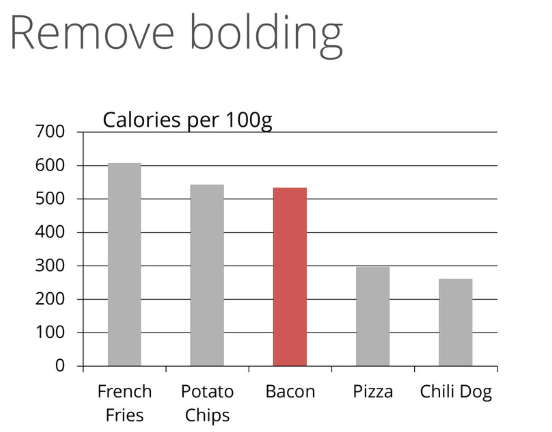 Remove bolding
Calories per 100g
700
600
500
400
300
200
100
0
French
Fries
Potato
Chips
Bacon
Pizza
Chili Dog